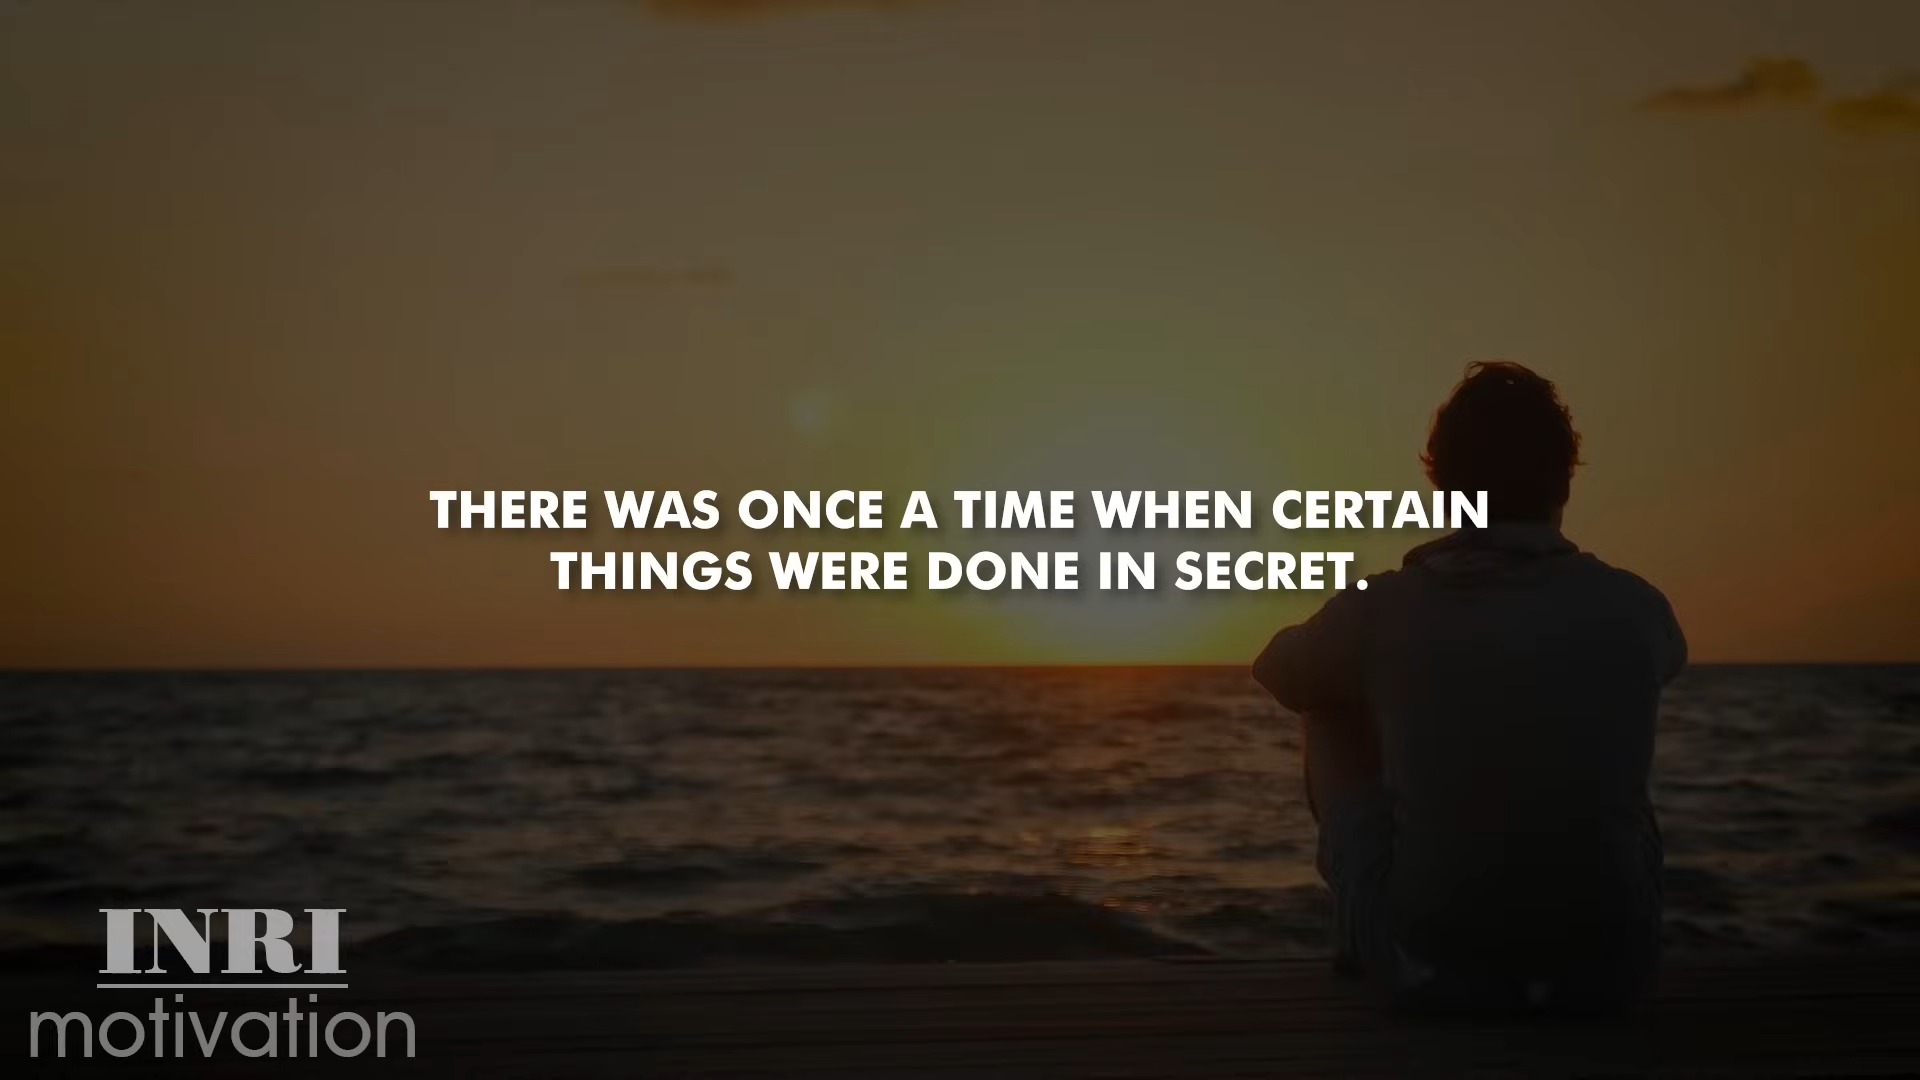 THERE WAS ONCE A TIME WHEN CERTAIN
THINGS WERE DONE IN SECRET.
INRI
motivation